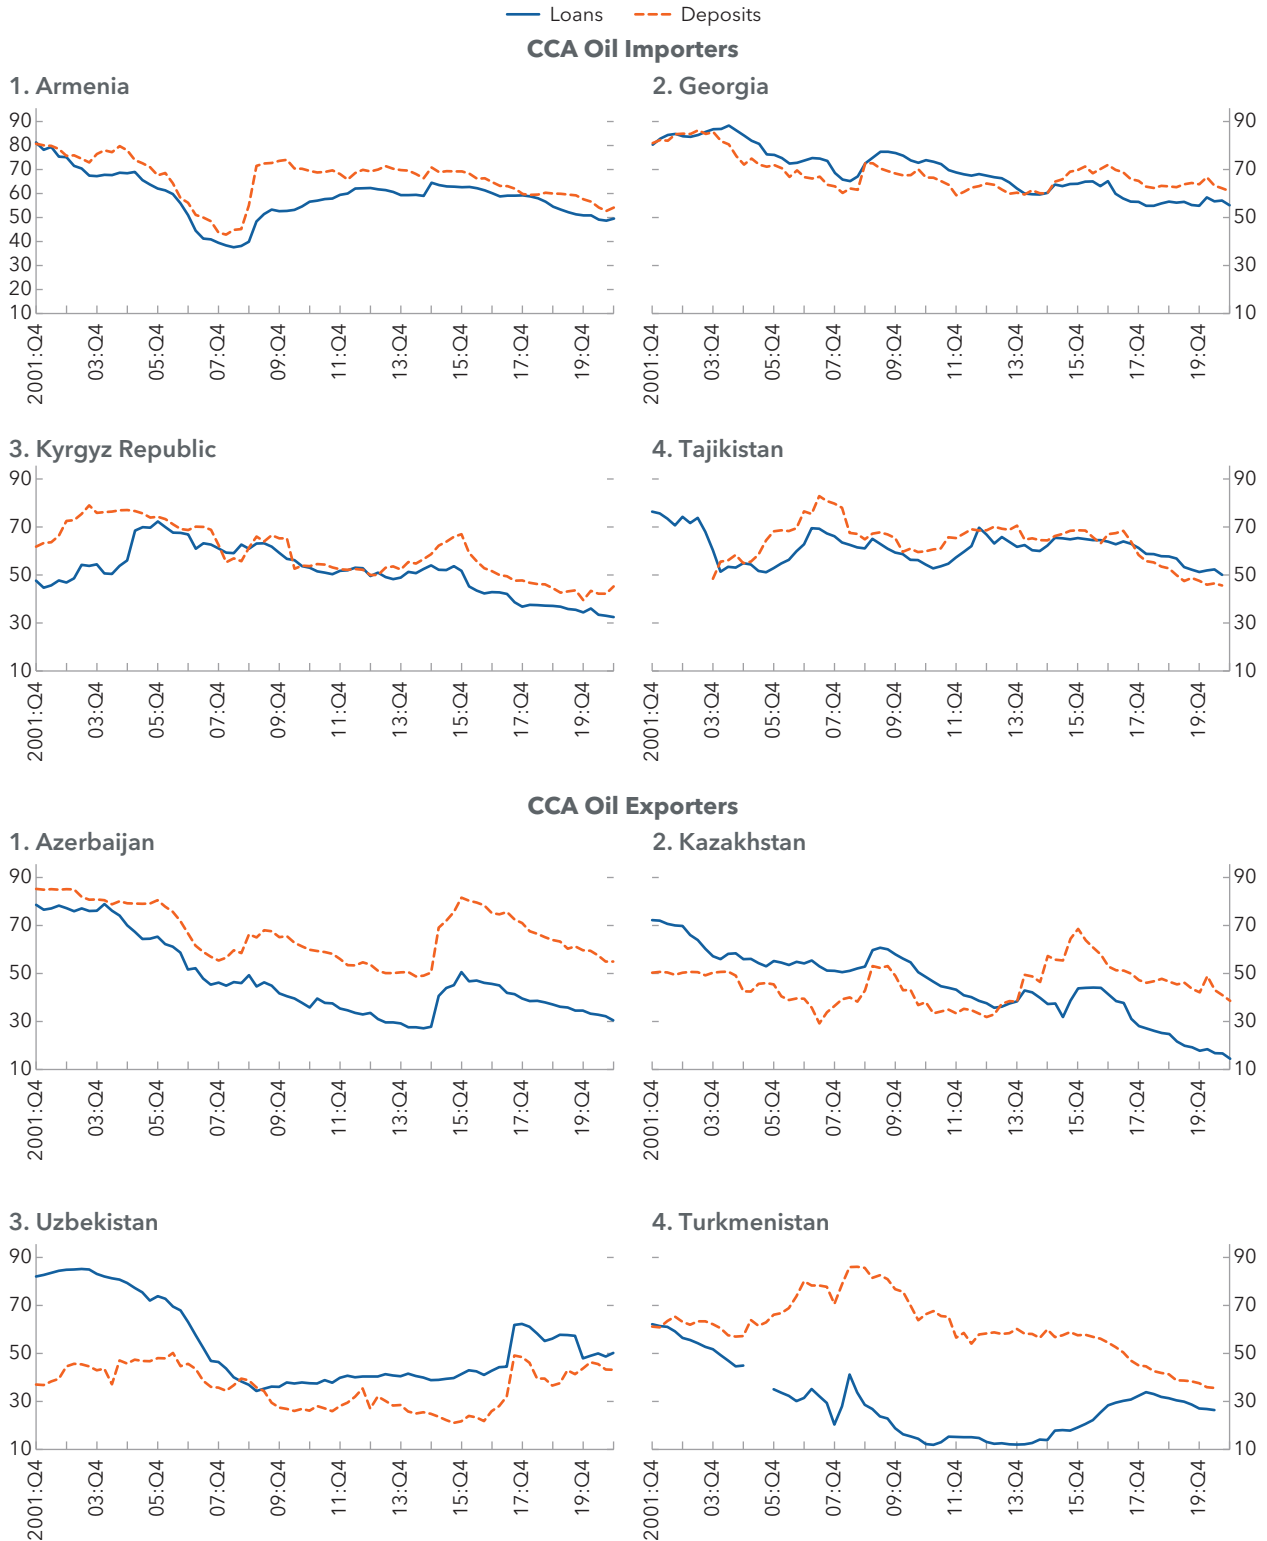 Loans Deposits
CCA Oil Importers
1. Armenia
90
80
70
60
50
40
30
20
10
2001:Q4 03:Q4 05:Q4 07:Q4 09:Q4 11:Q4 13:Q4 15:Q4 17:Q4 19:Q4
2. Georgia
90
70
50
30
10
2001:Q4 03:Q4 05:Q4 07:Q4 09:Q4 11:Q4 13:Q4 15:Q4 17:Q4 19:Q4
3. Kyrgyz Republic
90
70
50
30
10
2001:Q4 03:Q4 05:Q4 07:Q4 09:Q4 11:Q4 13:Q4 15:Q4 17:Q4 19:Q4
4. Tajikistan
90
70
50
30
10
2001:Q4 03:Q4 05:Q4 07:Q4 09:Q4 11:Q4 13:Q4 15:Q4 17:Q4 19:Q4
CCA Oil Exporters
1. Azerbaijan
90
70
50
30
10
2001:Q4 03:Q4 05:Q4 07:Q4 09:Q4 11:Q4 13:Q4 15:Q4 17:Q4 19:Q4
2. Kazakhstan
90
70
50
30
10
2001:Q4 03:Q4 05:Q4 07:Q4 09:Q4 11:Q4 13:Q4 15:Q4 17:Q4 19:Q4
3. Uzbekistan
90
70
50
30
10
2001:Q4 03:Q4 05:Q4 07:Q4 09:Q4 11:Q4 13:Q4 15:Q4 17:Q4 19:Q4
4. Turkmenistan
90
70
50
30
10
2001:Q4 03:Q4 05:Q4 07:Q4 09:Q4 11:Q4 13:Q4 15:Q4 17:Q4 19:Q4